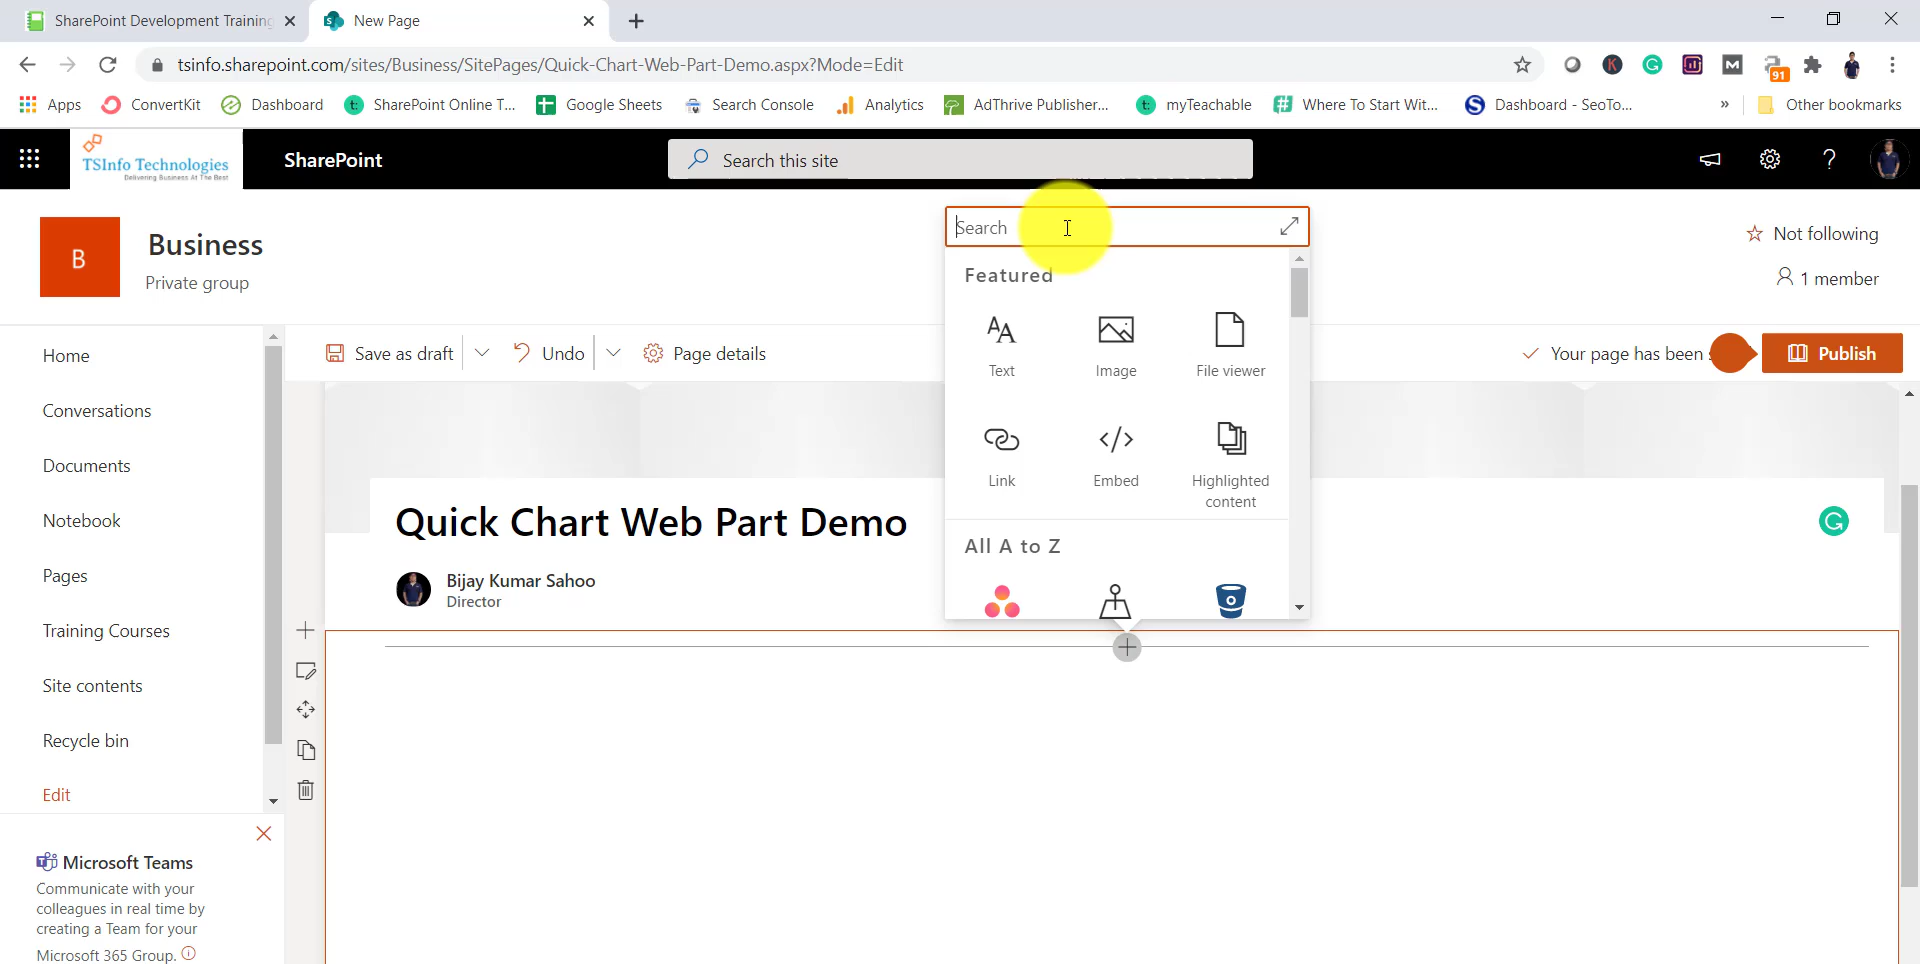 SharePoint Development Training
New Page
tsinfo.sharepoint.com/sites/Business/SitePages/Quick-Chart-Web-Part-Demo.aspx?Mode=Edit
91
Apps
ConvertKit
Dashboard
SharePoint Online T...
Google Sheets
Search Console
Analytics
AdThrive Publisher...
myTeachable
Where To Start Wit...
Dashboard - SeoTo...
»
Other bookmarks
TSInfo Technologies
Delivering Business At The Best
SharePoint
Search this site
B
Business
Private group
Not following
1 member
Search
Featured
Text
Image
File viewer
Link
Embed
Highlighted
content
All A to Z
Home
Conversations
Documents
Notebook
Pages
Training Courses
Site contents
Recycle bin
Edit
Save as draft
Undo
Page details
Your page has been s
Publish
Quick Chart Web Part Demo
Bijay Kumar Sahoo
Director
Microsoft Teams
Communicate with your
colleagues in real time by
creating a Team for your
Microsoft 365 Group.